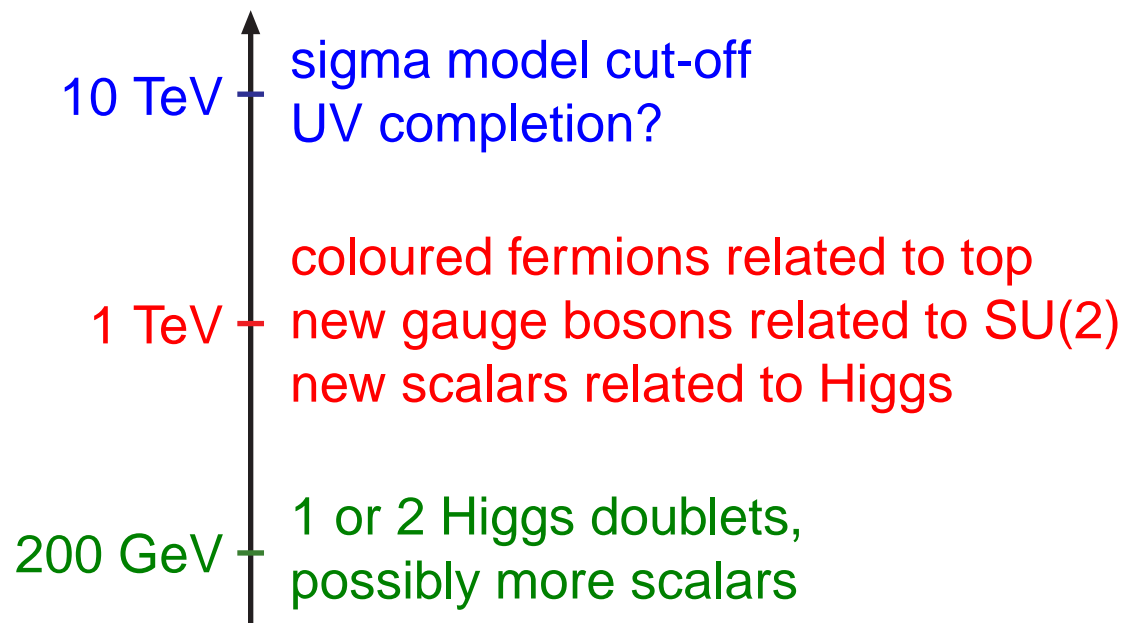 10 TeV
sigma model cut-off
UV completion?
1 TeV
coloured fermions related to top
new gauge bosons related to SU(2)
new scalars related to Higgs
200 GeV
1 or 2 Higgs doublets,
possibly more scalars